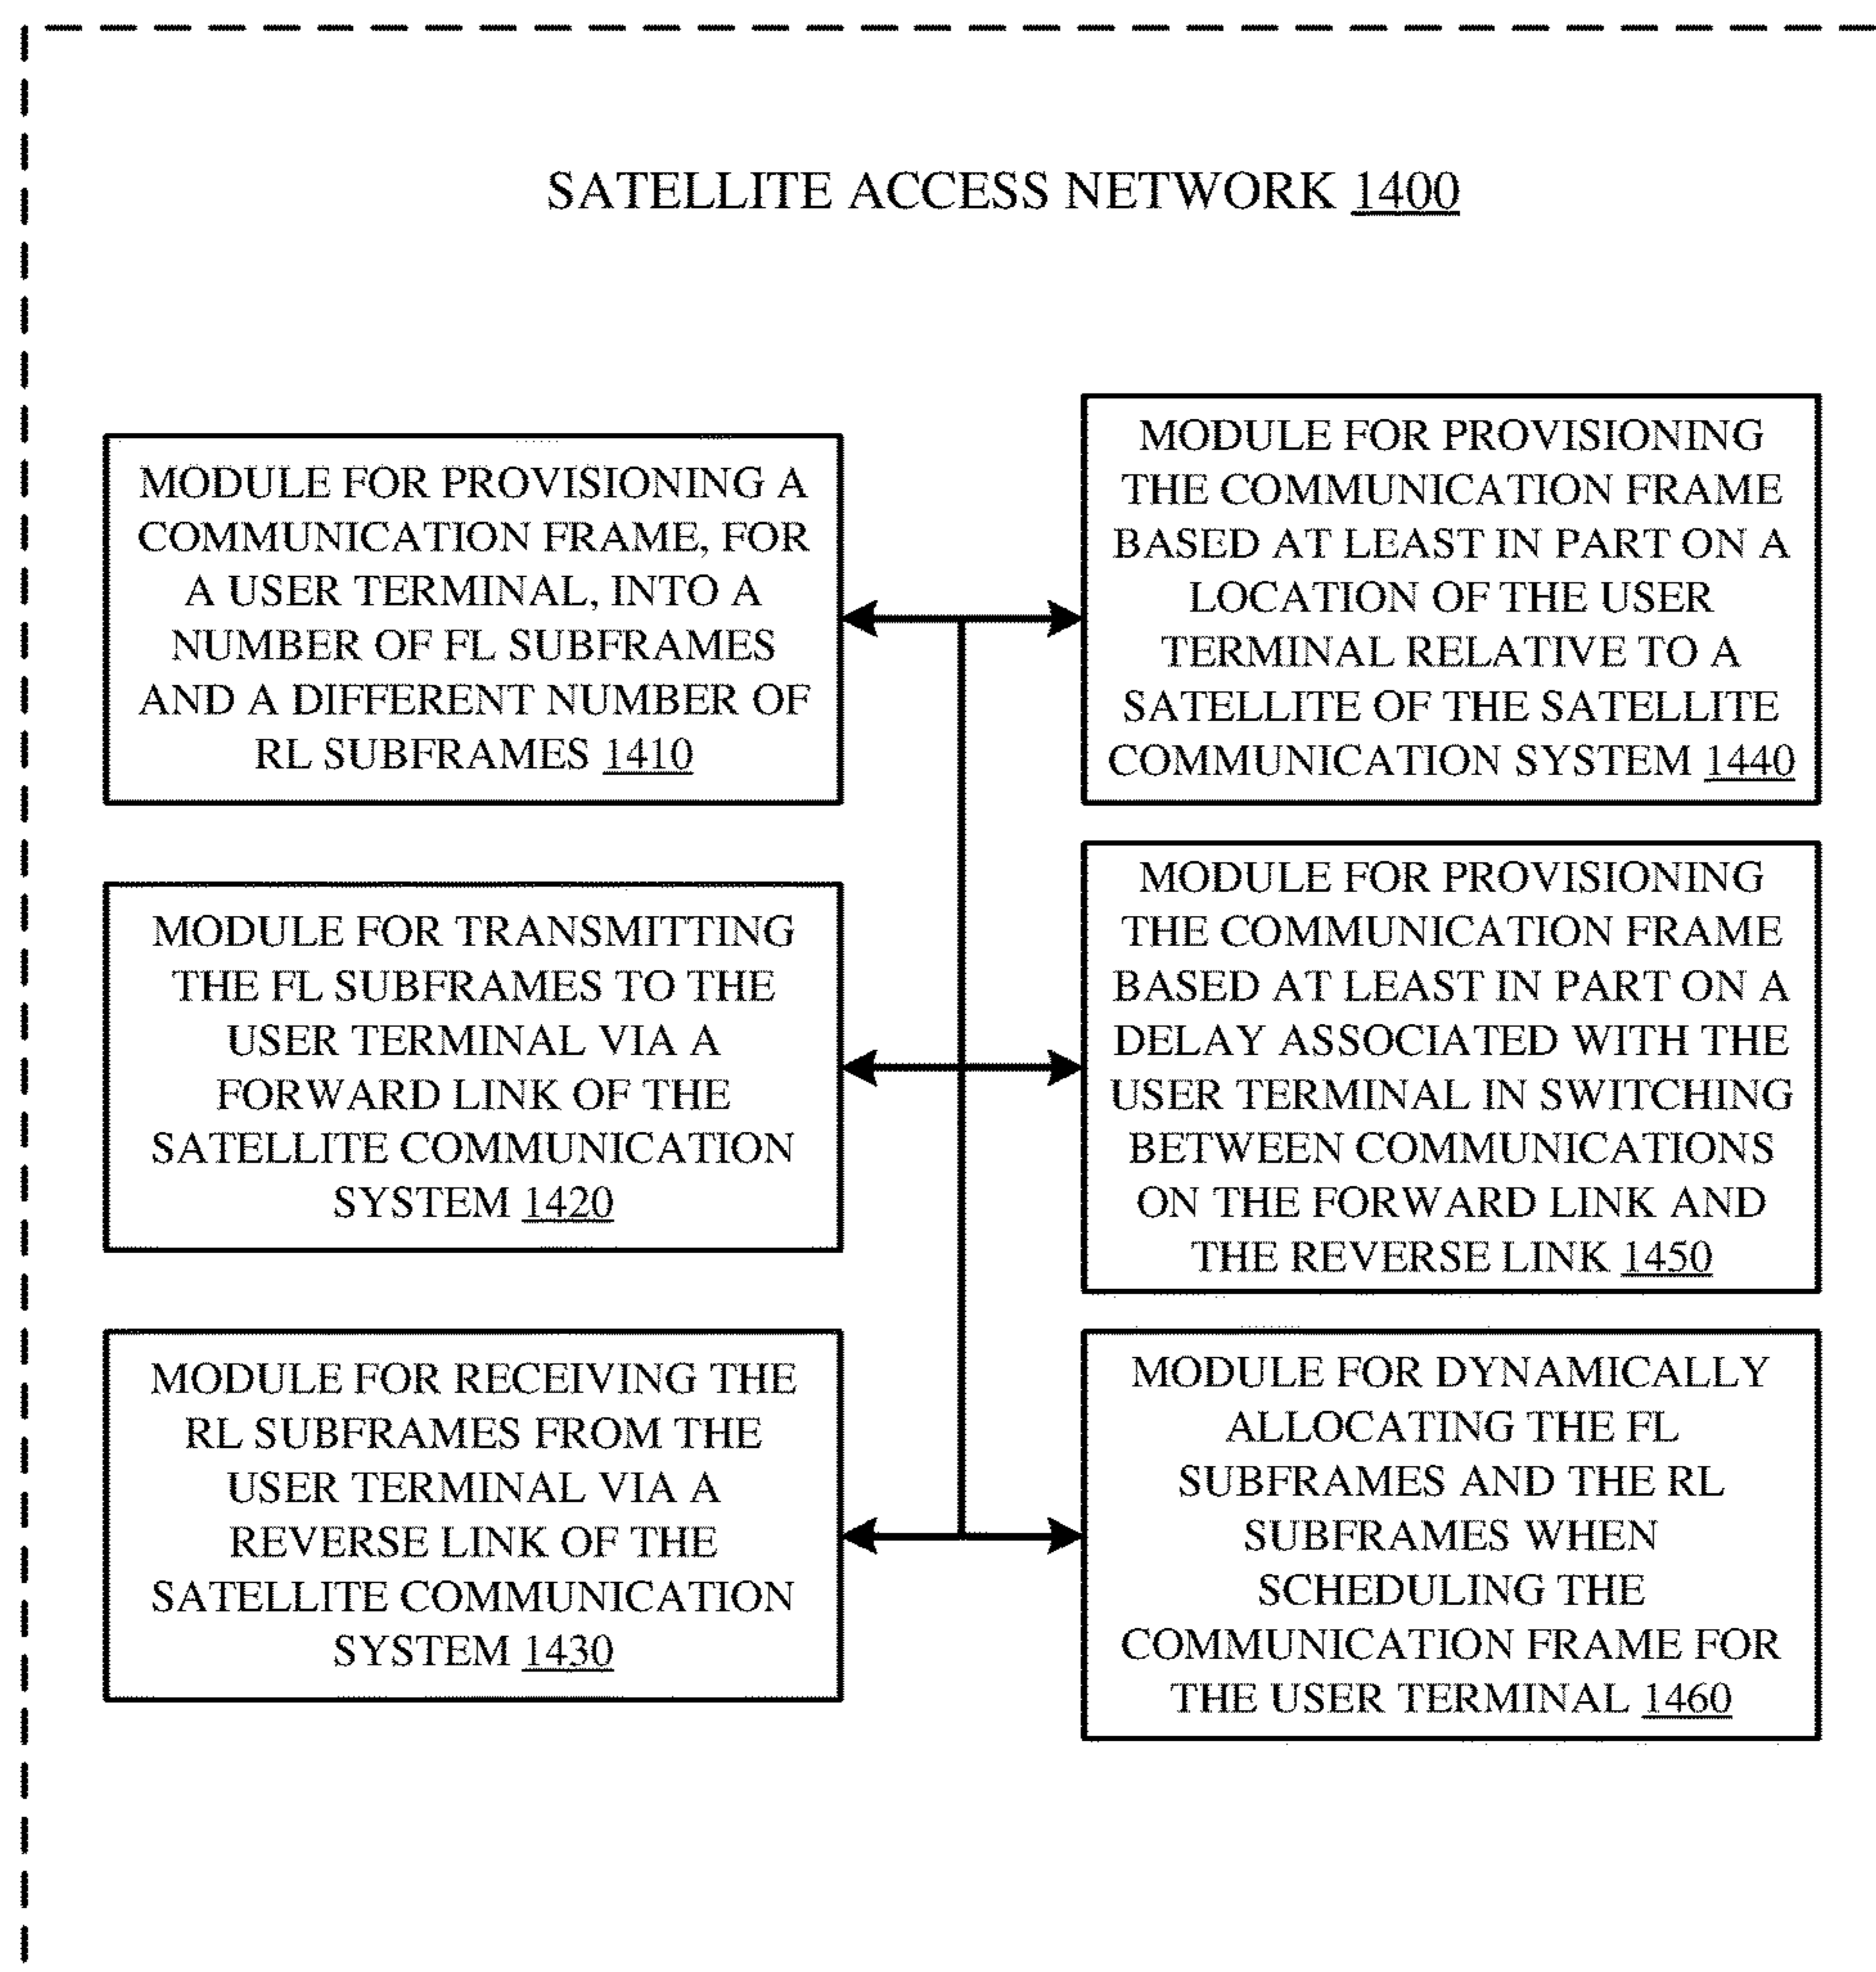 SATELLITE ACCESS NETWORK 1400
MODULE FOR PROVISIONING A
COMMUNICATION FRAME, FOR
A USER TERMINAL, INTO A
NUMBER OF FL SUBFRAMES
AND A DIFFERENT NUMBER OF
RL SUBFRAMES 1410
MODULE FOR TRANSMITTING
THE FL SUBFRAMES TO THE
USER TERMINAL VIA A
FORWARD LINK OF THE
SATELLITE COMMUNICATION
SYSTEM 1420
MODULE FOR RECEIVING THE
RL SUBFRAMES FROM THE
USER TERMINAL VIA A
REVERSE LINK OF THE
SATELLITE COMMUNICATION
SYSTEM 1430
MODULE FOR PROVISIONING
THE COMMUNICATION FRAME
BASED AT LEAST IN PART ON A
LOCATION OF THE USER
TERMINAL RELATIVE TO A
SATELLITE OF THE SATELLITE
COMMUNICATION SYSTEM 1440
MODULE FOR PROVISIONING
THE COMMUNICATION FRAME
BASED AT LEAST IN PART ON A
DELAY ASSOCIATED WITH THE
USER TERMINAL IN SWITCHING
BETWEEN COMMUNICATIONS
ON THE FORWARD LINK AND
THE REVERSE LINK 1450
MODULE FOR DYNAMICALLY
ALLOCATING THE FL
SUBFRAMES AND THE RL
SUBFRAMES WHEN
SCHEDULING THE
COMMUNICATION FRAME FOR
THE USER TERMINAL 1460